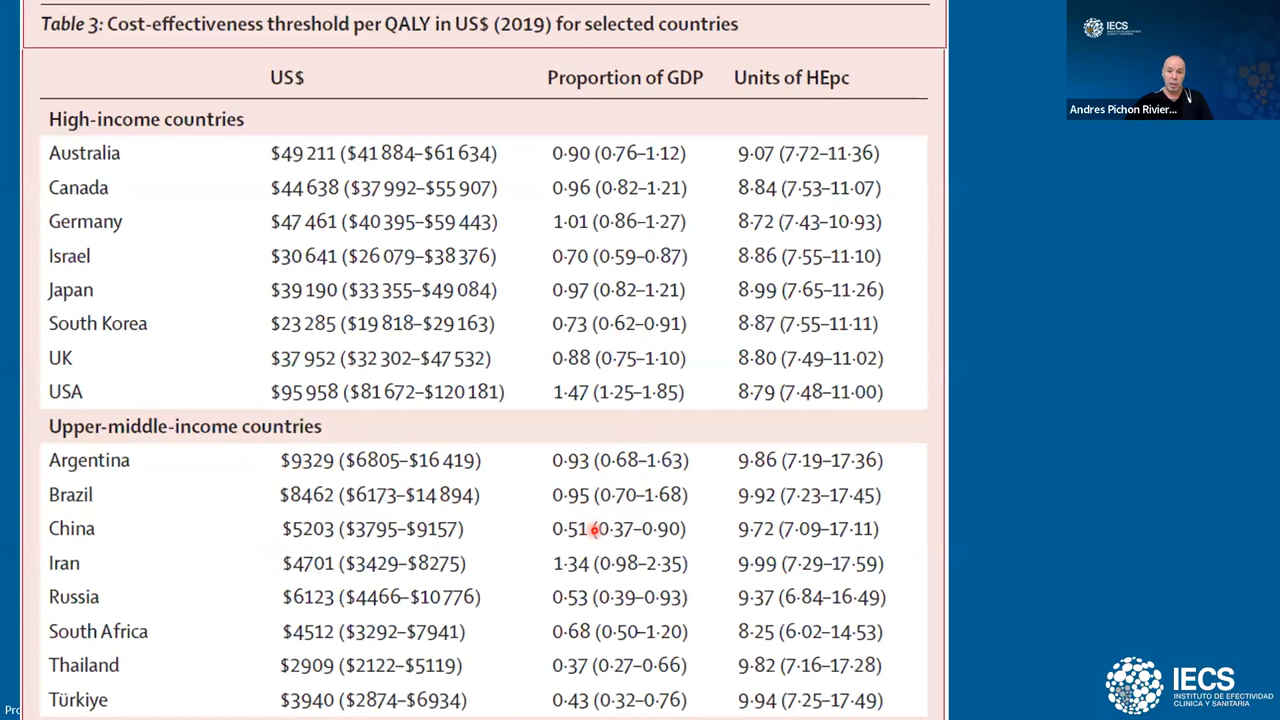 Table 3: Cost-effectiveness threshold per QALY in US$ (2019) for selected countries
US$ Proportion of GDP Units of HEpc
High-income countries
Australia $49 211 ($41 884–$61 634) 0·90 (0·76–1·12) 9·07 (7·72–11·36)
Canada $44 638 ($37 992–$55 907) 0·96 (0·82–1·21) 8·84 (7·53–11·07)
Germany $47 461 ($40 395–$59 443) 1·01 (0·86–1·27) 8·72 (7·43–10·93)
Israel $30 641 ($26 079–$38 376) 0·70 (0·59–0·87) 8·86 (7·55–11·10)
Japan $39 190 ($33 355–$49 084) 0·97 (0·82–1·21) 8·99 (7·65–11·26)
South Korea $23 285 ($19 818–$29 163) 0·73 (0·62–0·91) 8·87 (7·55–11·11)
UK $37 952 ($32 302–$47 532) 0·88 (0·75–1·10) 8·80 (7·49–11·02)
USA $95 958 ($81 672–$120 181) 1·47 (1·25–1·85) 8·79 (7·48–11·00)
Upper-middle-income countries
Argentina $9329 ($6805–$16 419) 0·93 (0·68–1·63) 9·86 (7·19–17·36)
Brazil $8462 ($6173–$14 894) 0·95 (0·70–1·68) 9·92 (7·23–17·45)
China $5203 ($3795–$9157) 0·51 (0·37–0·90) 9·72 (7·09–17·11)
Iran $4701 ($3429–$8275) 1·34 (0·98–2·35) 9·99 (7·29–17·59)
Russia $6123 ($4466–$10 776) 0·53 (0·39–0·93) 9·37 (6·84–16·49)
South Africa $4512 ($3292–$7941) 0·68 (0·50–1·20) 8·25 (6·02–14·53)
Thailand $2909 ($2122–$5119) 0·37 (0·27–0·66) 9·82 (7·16–17·28)
Türkiye $3940 ($2874–$6934) 0·43 (0·32–0·76) 9·94 (7·25–17·49)
IECS
INSTITUTO DE EFECTIVIDAD
CLINICA Y SANITARIA
Andres Pichon Rivier...
IECS
INSTITUTO DE EFECTIVIDAD
CLINICA Y SANITARIA